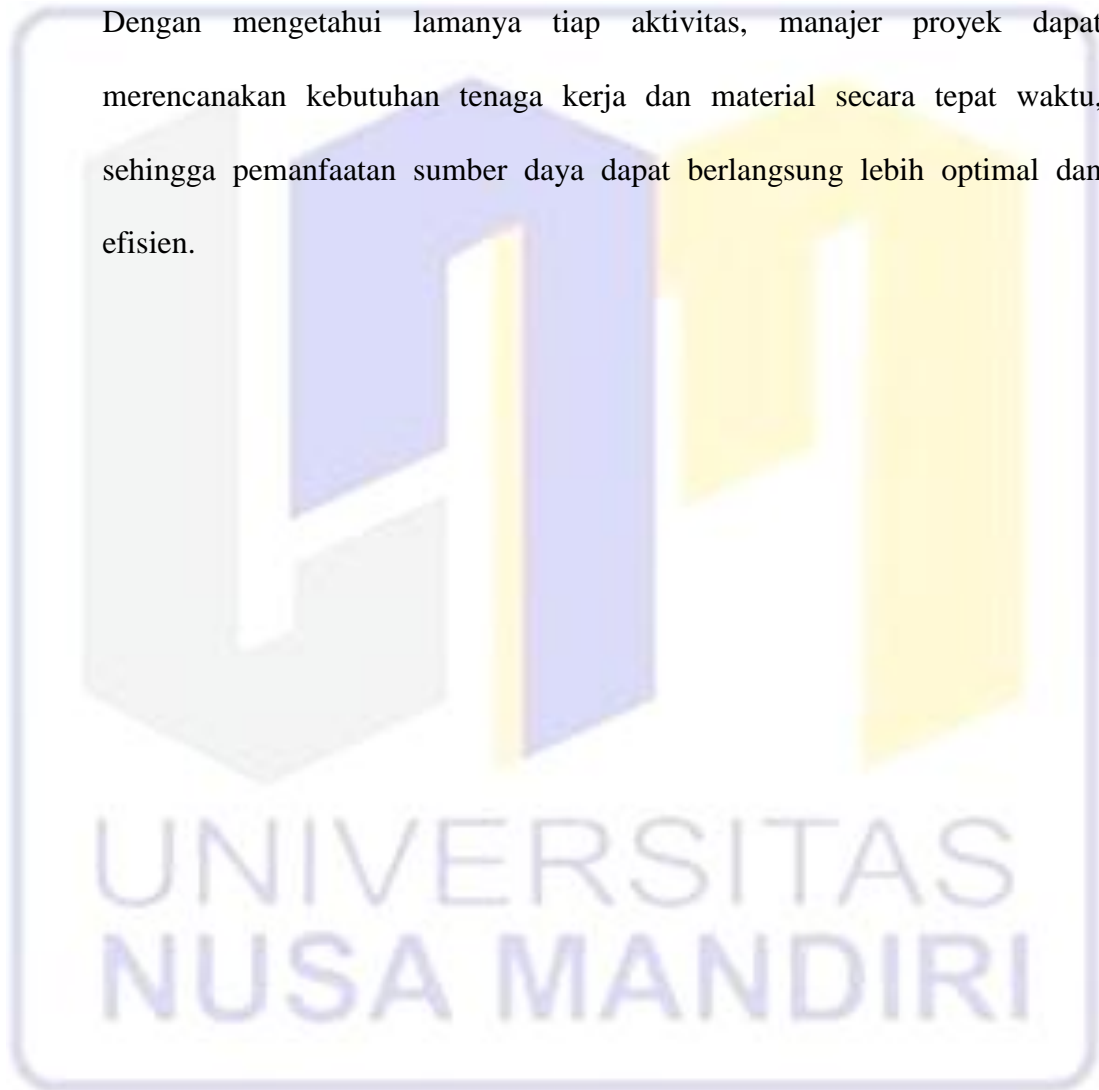 Dengan mengetahui lamanya tiap aktivitas, manajer proyek dapat
merencanakan kebutuhan tenaga kerja dan material secara tepat waktu,
sehingga pemanfaatan sumber daya dapat berlangsung lebih optimal dan
efisien.
UNIVERSITAS
NUSA MANDIRI